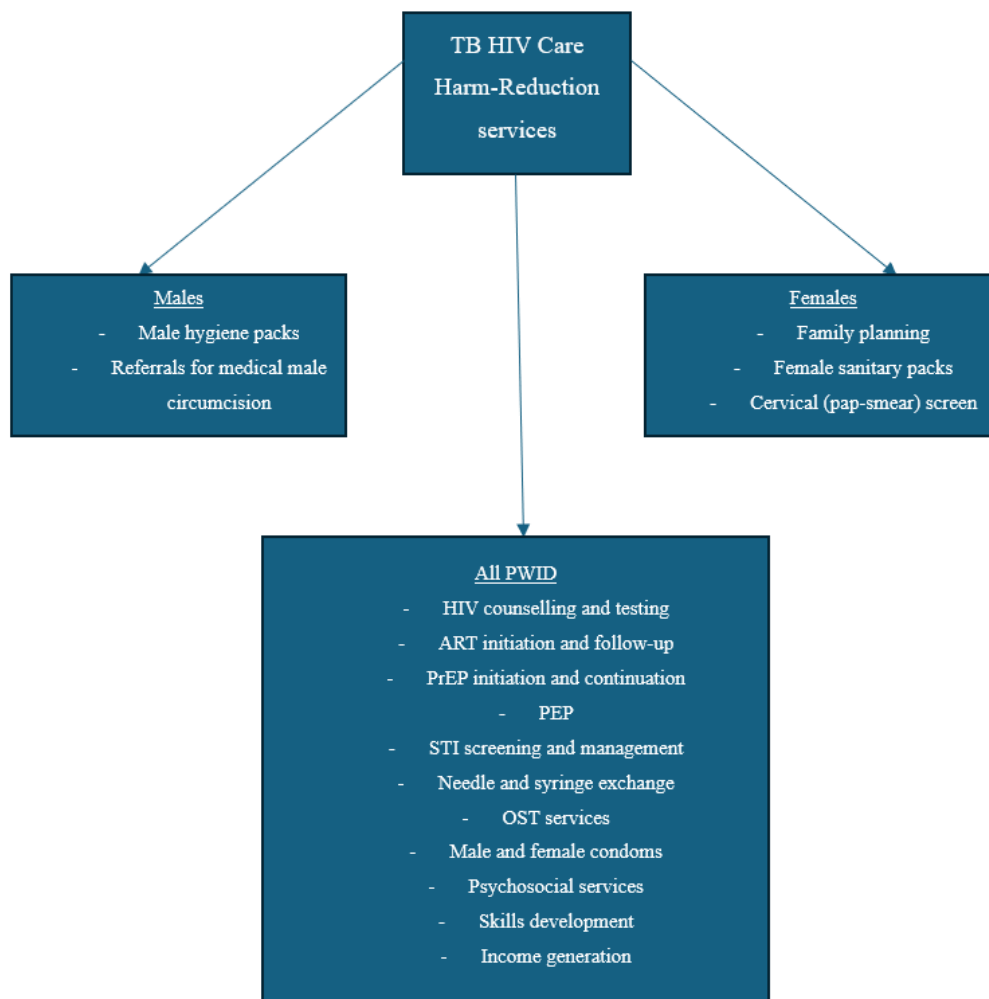 TB HIV Care
Harm-Reduction
services
Males
- Male hygiene packs
- Referrals for medical male
circumcision
Females
- Family planning
- Female sanitary packs
- Cervical (pap-smear) screen
All PWID
- HIV counselling and testing
- ART initiation and follow-up
- PrEP initiation and continuation
- PEP
- STI screening and management
- Needle and syringe exchange
- OST services
- Male and female condoms
- Psychosocial services
- Skills development
- Income generation